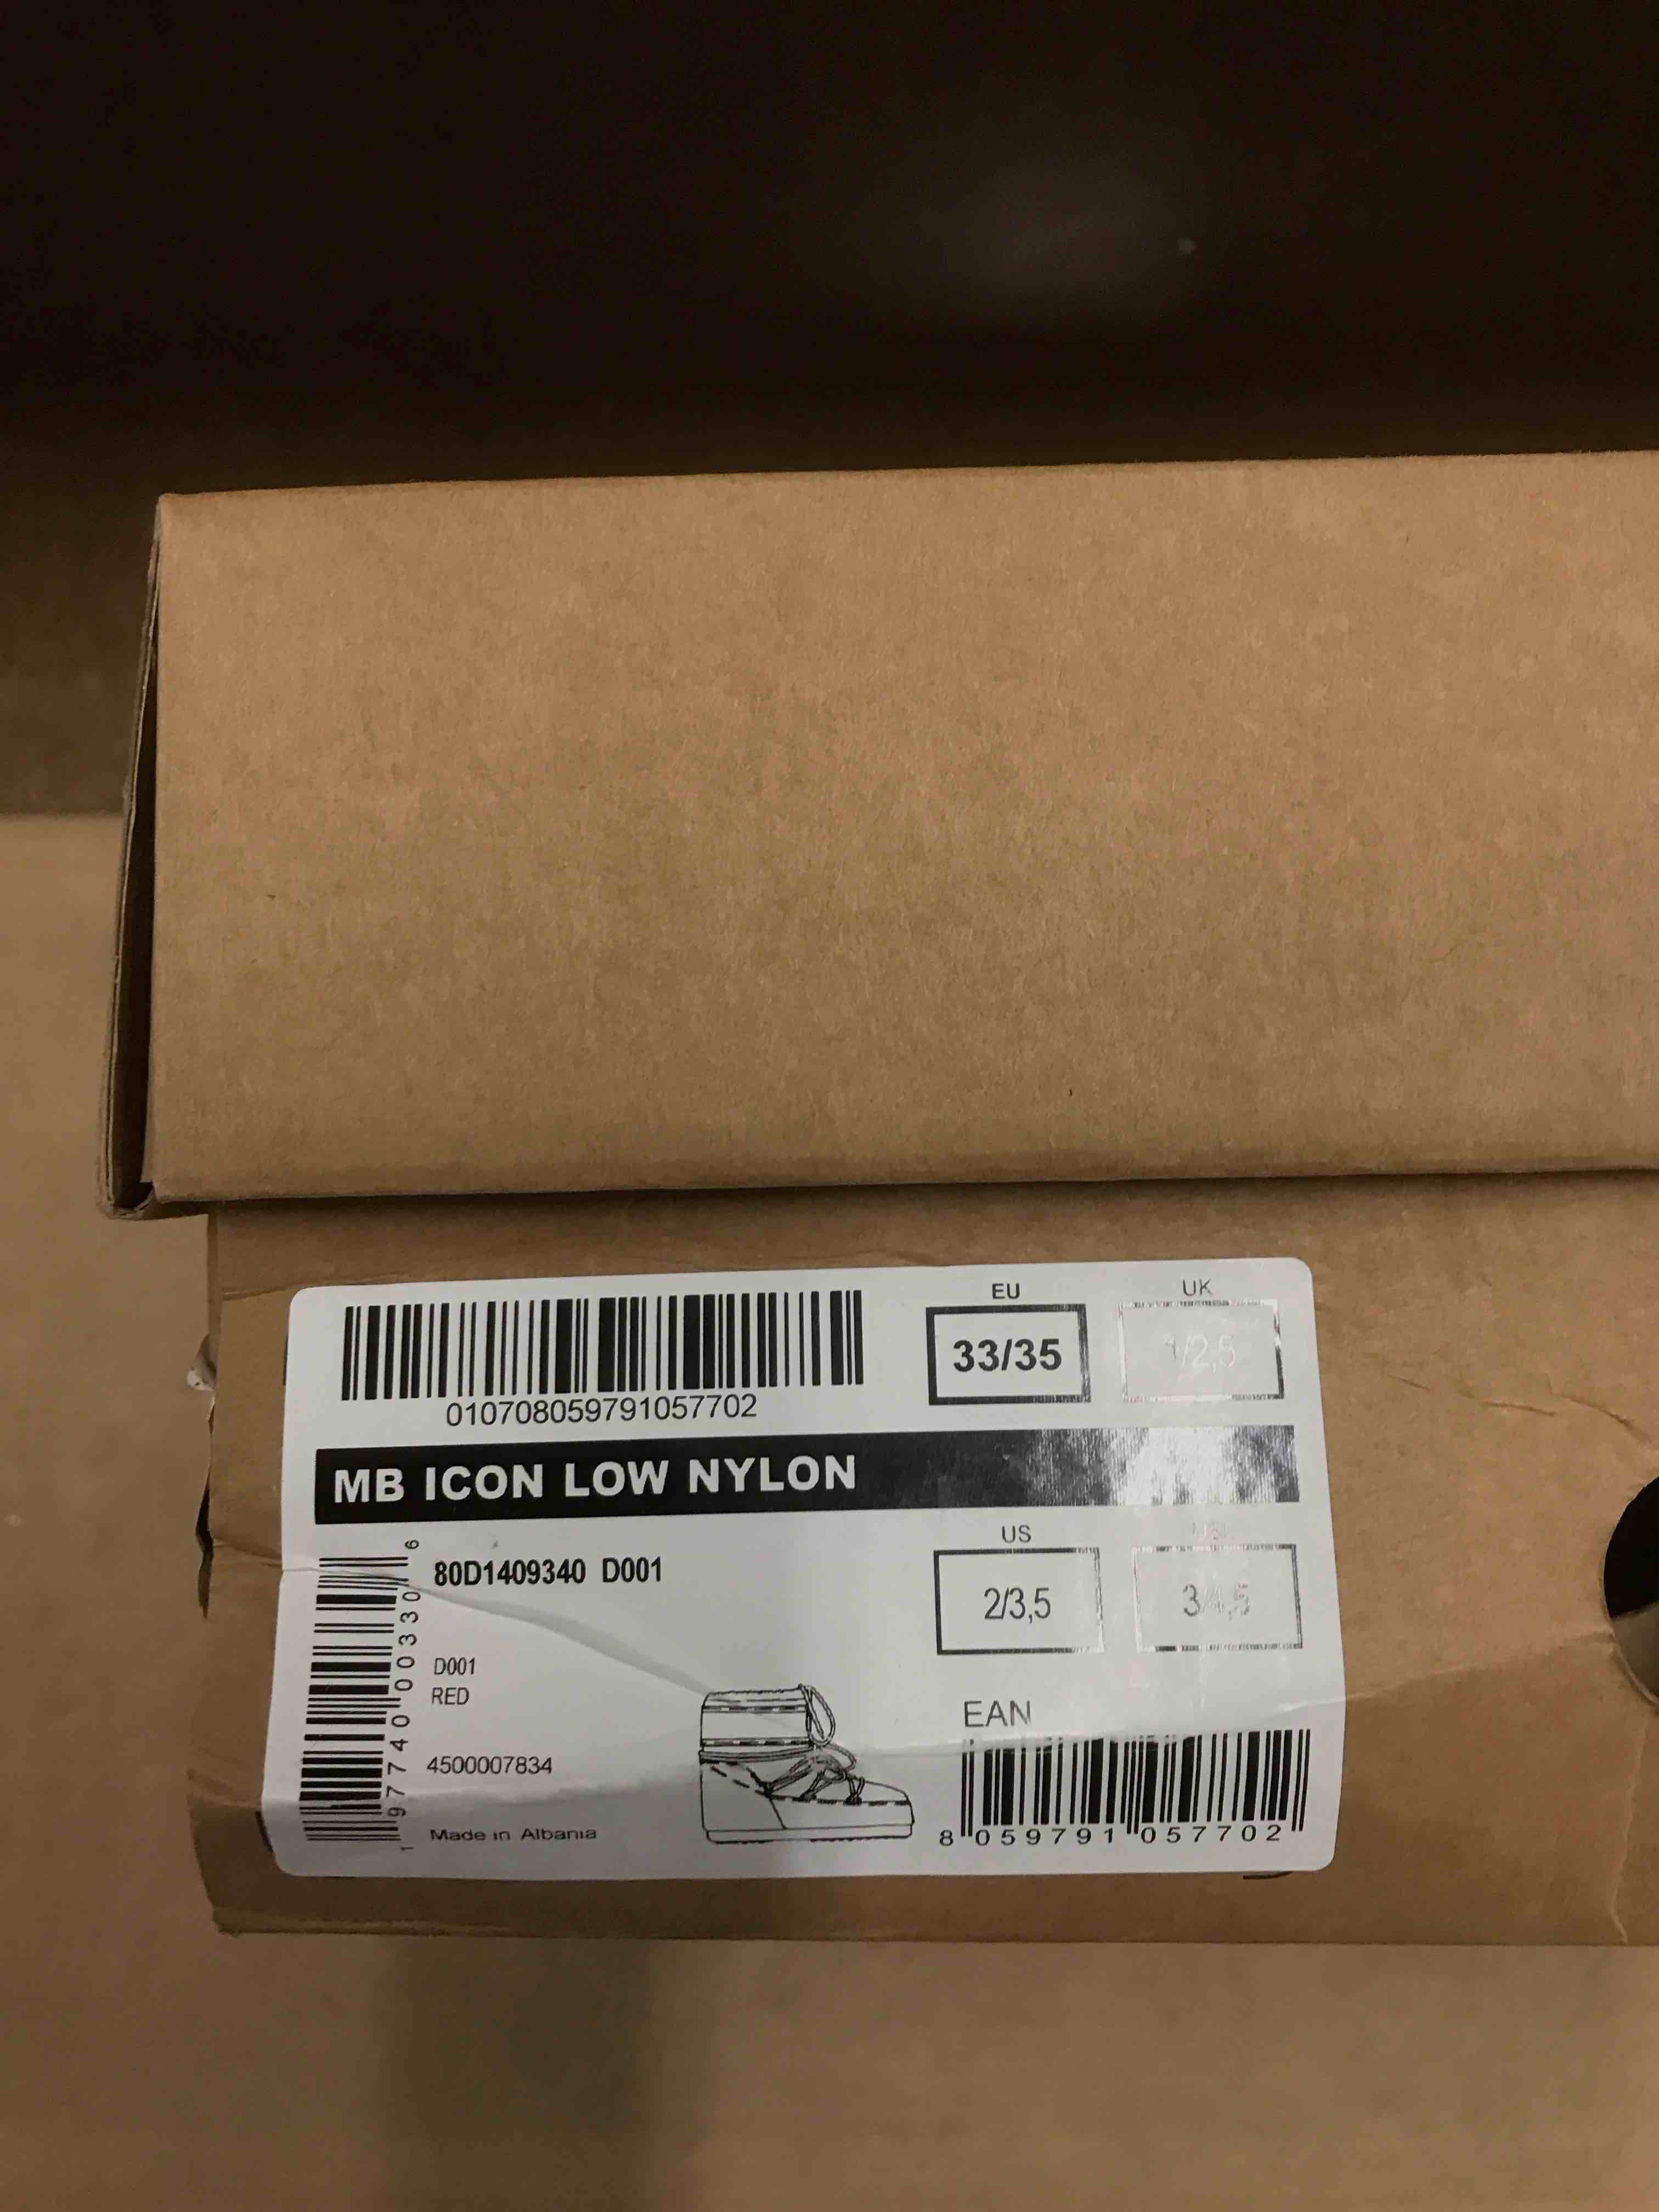 EU
UK
33/35
1/2,5
010708059791057702
MB ICON LOW NYLON
US
80D1409340 D001
2/3,5
3/4,5
D001
RED
4500007834
Made in Albania
EAN
8 059791 057702